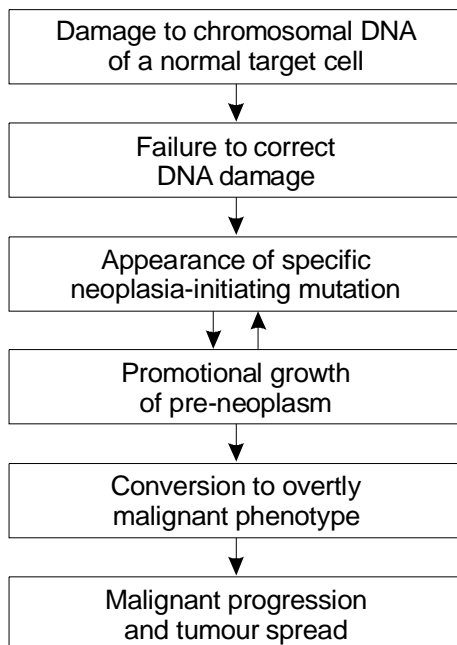 Damage to chromosomal DNA
of a normal target cell
Failure to correct
DNA damage
Appearance of specific
neoplasia-initiating mutation
Promotional growth
of pre-neoplasm
Conversion to overtly
malignant phenotype
Malignant progression
and tumour spread